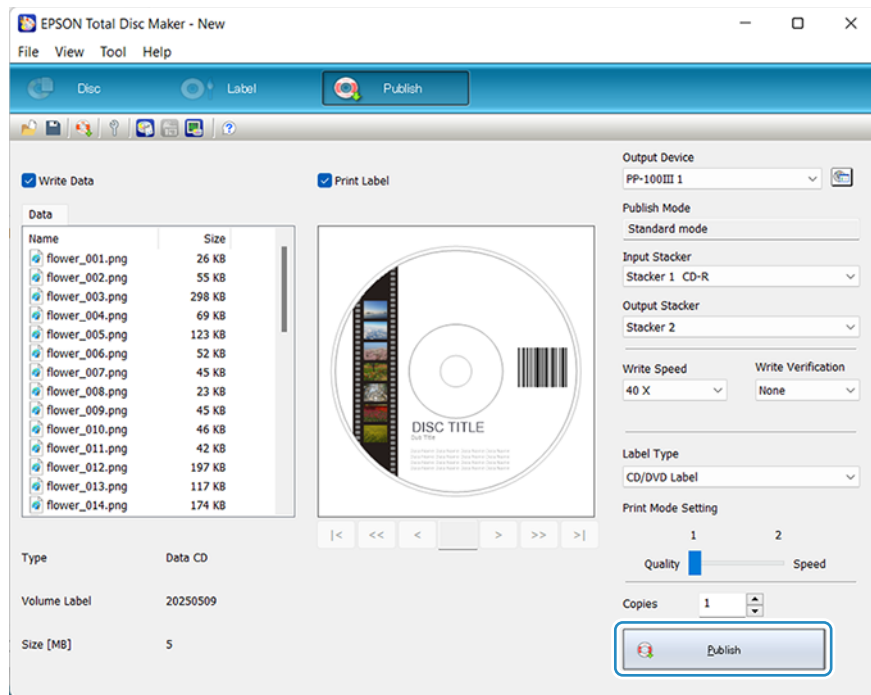 EPSON Total Disc Maker - New
File View Tool Help
Disc Label Publish
Write Data
Data
Name Size
flower_001.png 26 KB
flower_002.png 55 KB
flower_003.png 298 KB
flower_004.png 69 KB
flower_005.png 123 KB
flower_006.png 52 KB
flower_007.png 45 KB
flower_008.png 23 KB
flower_009.png 45 KB
flower_010.png 46 KB
flower_011.png 42 KB
flower_012.png 197 KB
flower_013.png 117 KB
flower_014.png 174 KB
Type Data CD
Volume Label 20250509
Size [MB] 5
Print Label
DISC TITLE
Sub Title
|< << < > >> >|
Output Device
PP-100III 1
Publish Mode
Standard mode
Input Stacker
Stacker 1 CD-R
Output Stacker
Stacker 2
Write Speed Write Verification
40 X None
Label Type
CD/DVD Label
Print Mode Setting
1 2
Quality Speed
Copies 1
Publish